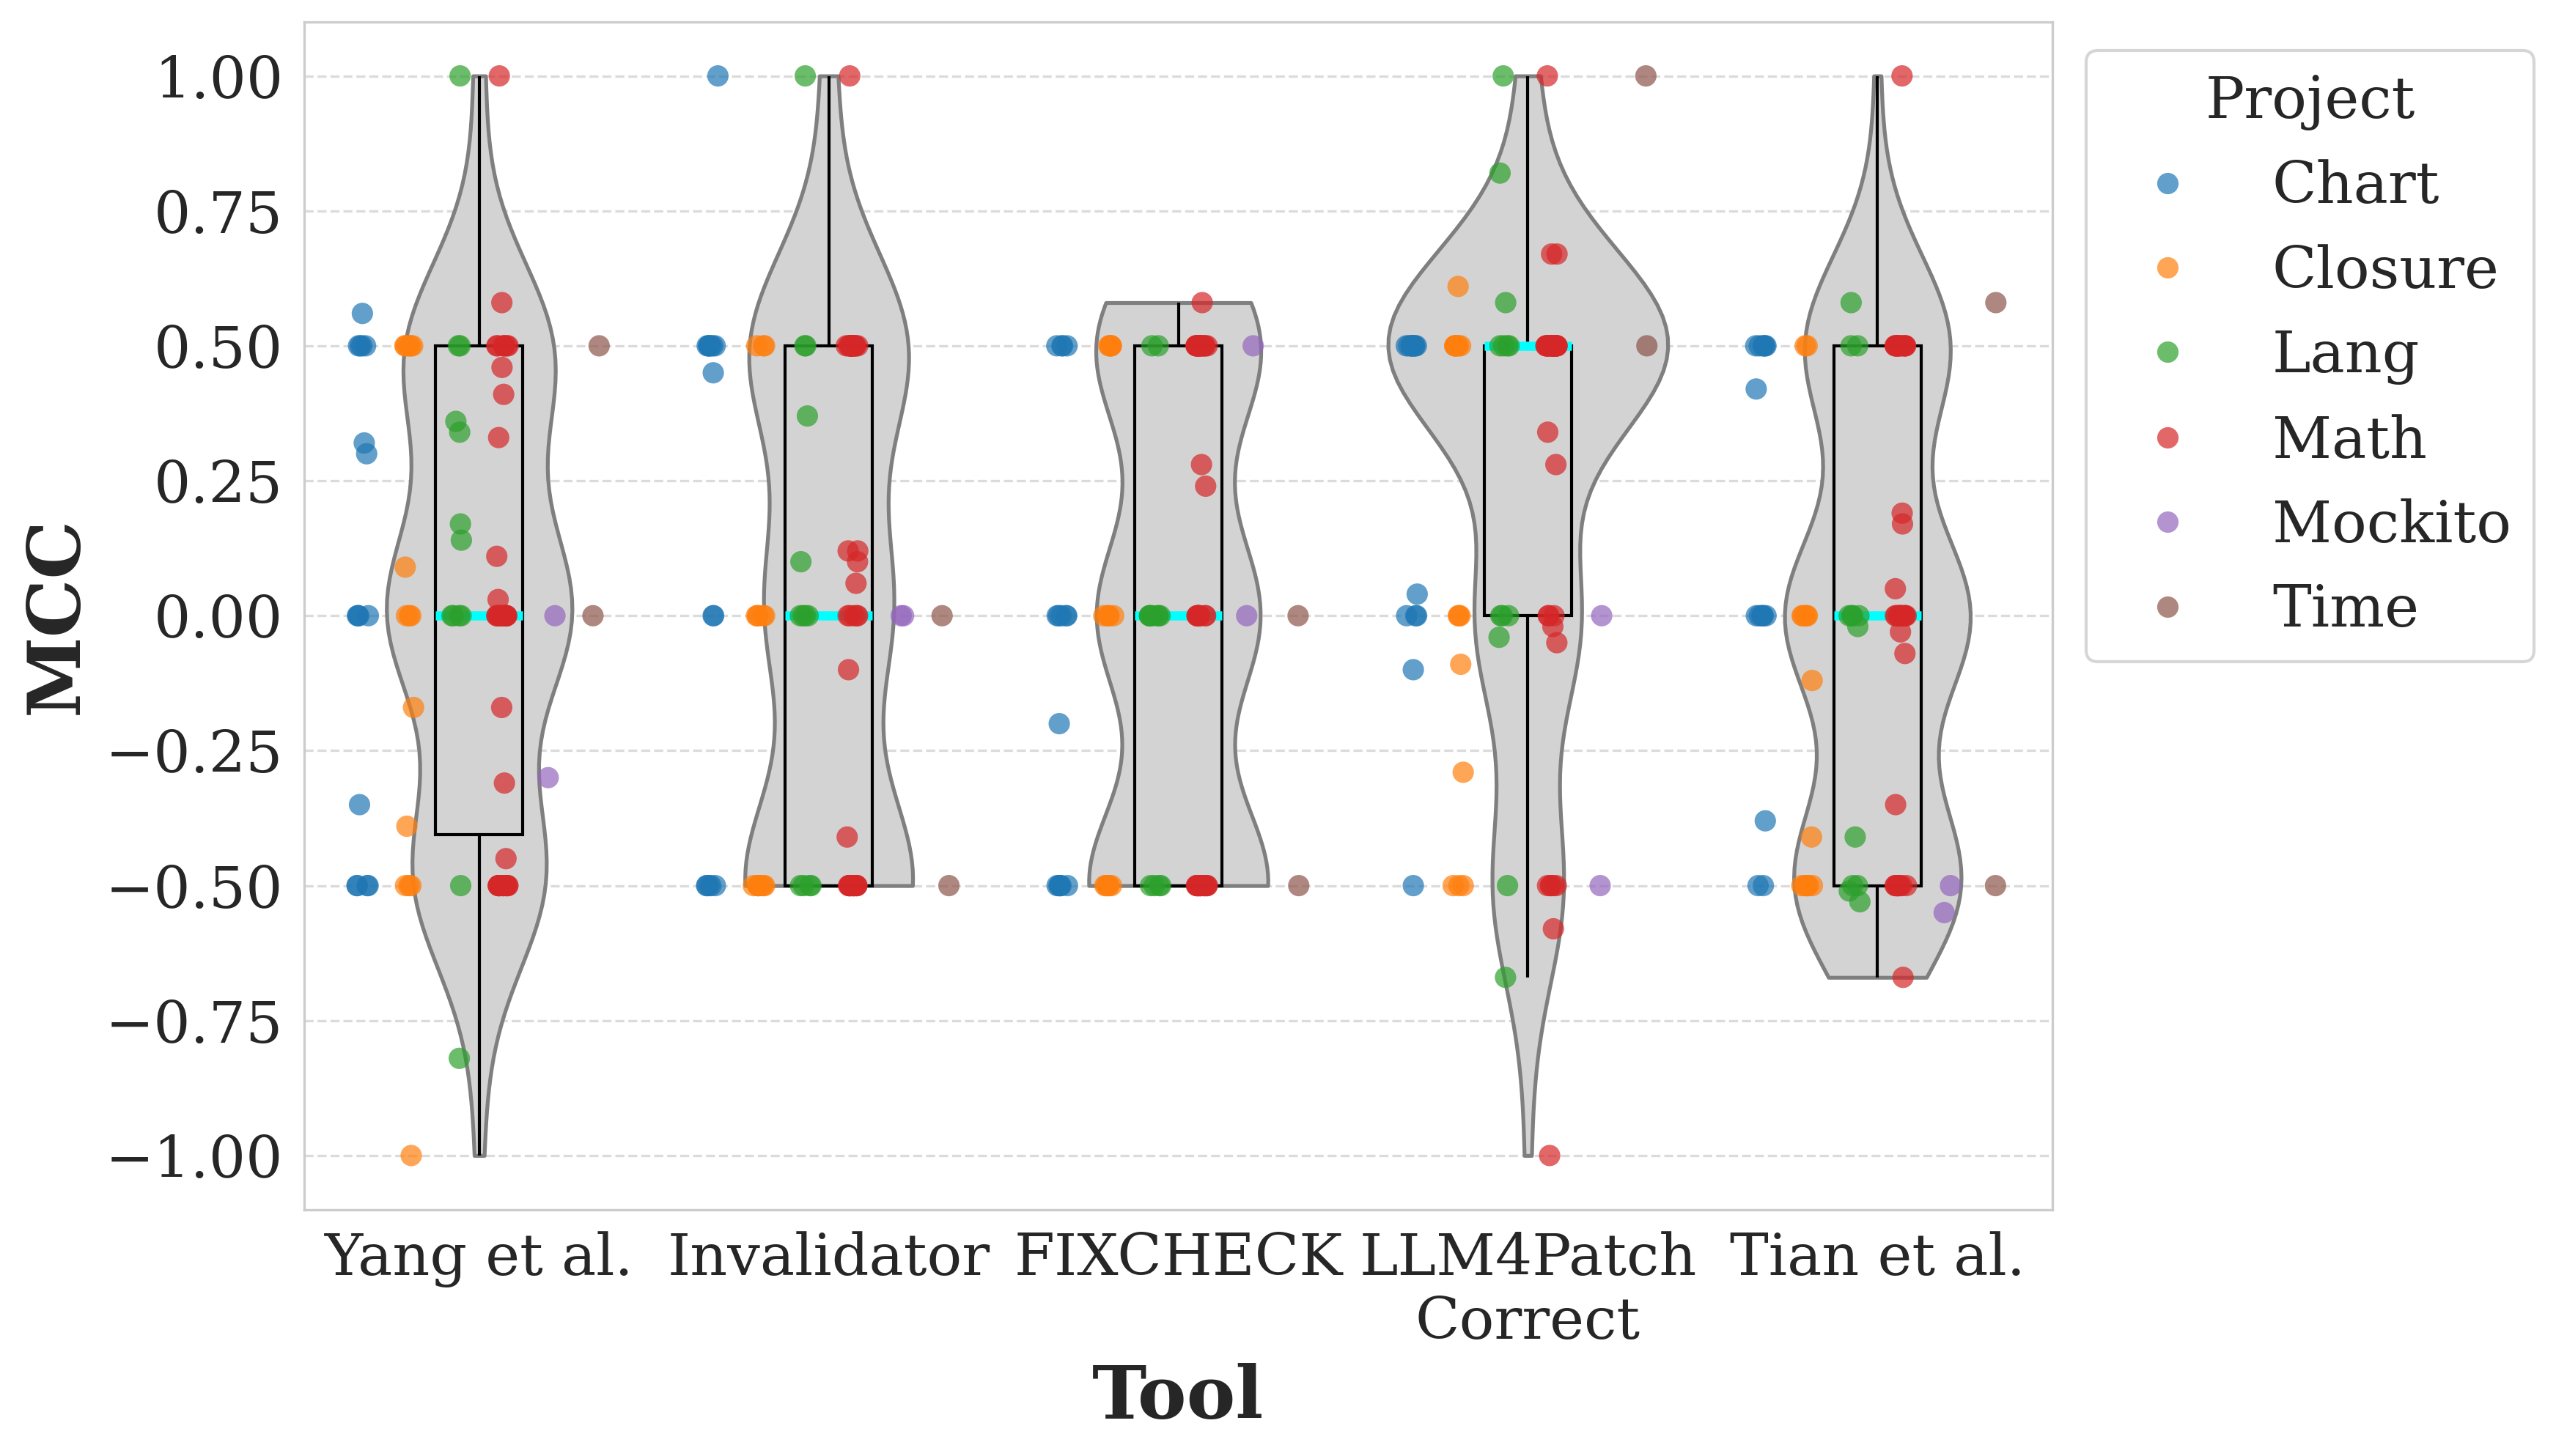 1.00
0.75
0.50
0.25
0.00
−0.25
−0.50
−0.75
−1.00
MCC
Yang et al.
Invalidator
FIXCHECK
LLM4Patch
Correct
Tian et al.
Tool
Project
Chart
Closure
Lang
Math
Mockito
Time